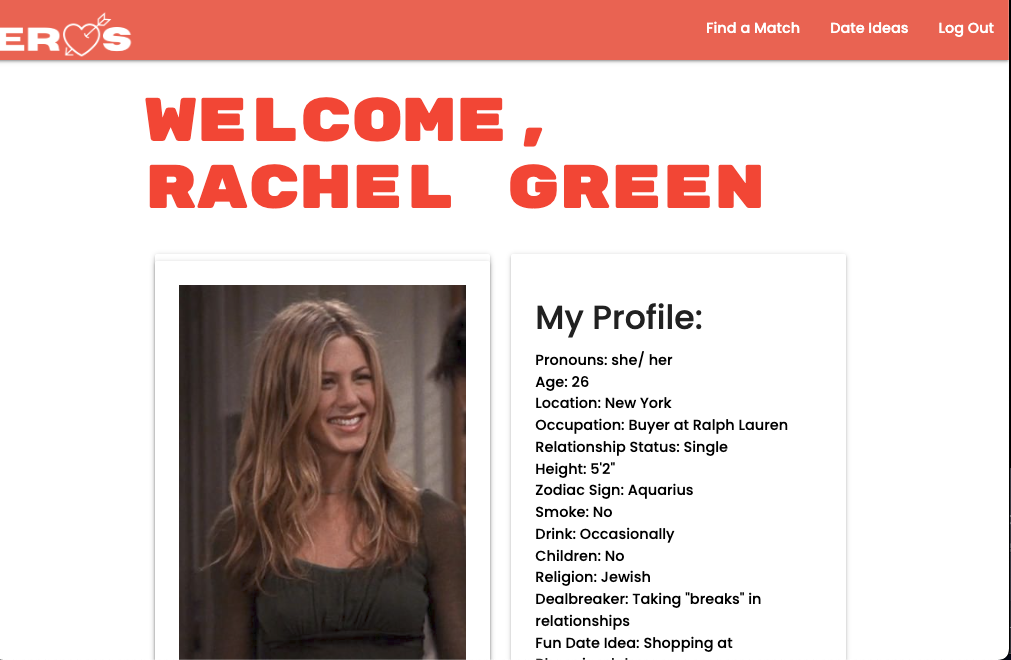 ER S
Find a Match
Date Ideas
Log Out
WELCOME,
RACHEL GREEN
My Profile:
Pronouns: she/ her
Age: 26
Location: New York
Occupation: Buyer at Ralph Lauren
Relationship Status: Single
Height: 5'2"
Zodiac Sign: Aquarius
Smoke: No
Drink: Occasionally
Children: No
Religion: Jewish
Dealbreaker: Taking "breaks" in
relationships
Fun Date Idea: Shopping at